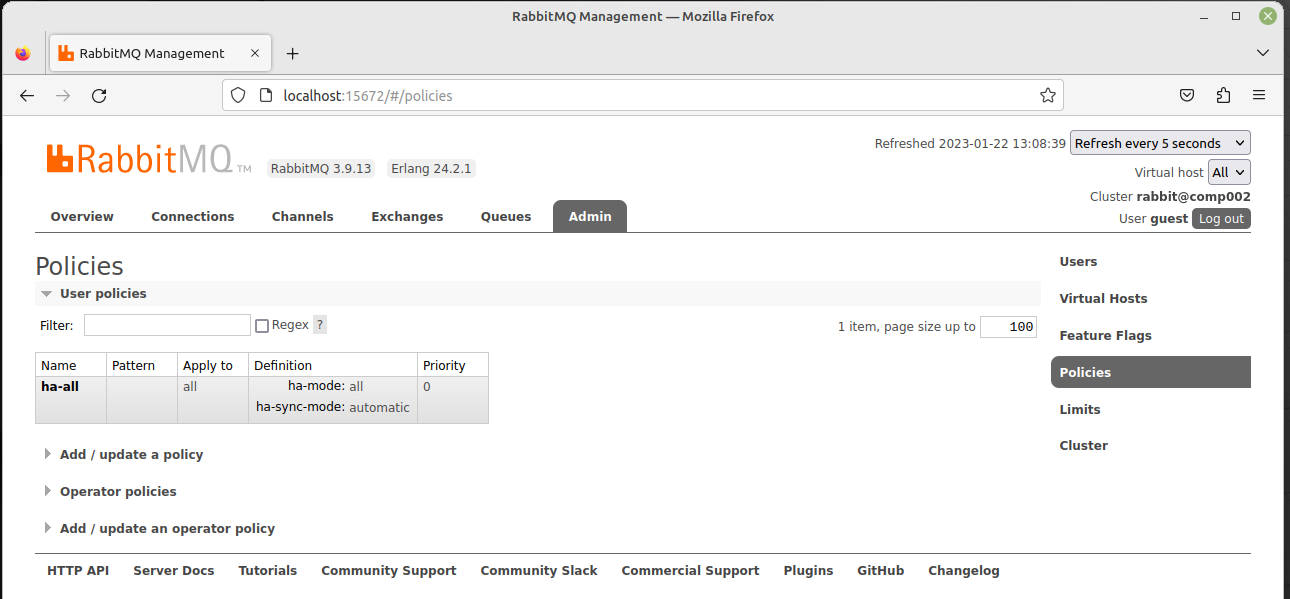 RabbitMQ Management — Mozilla Firefox
RabbitMQ Management
localhost:15672/#/policies
RabbitMQ TM RabbitMQ 3.9.13 Erlang 24.2.1
Refreshed 2023-01-22 13:08:39 Refresh every 5 seconds
Virtual host All
Cluster rabbit@comp002
User guest Log out
Overview Connections Channels Exchanges Queues Admin
Policies
User policies
Filter: Regex ? 1 item, page size up to 100
Name Pattern Apply to Definition Priority
ha-all all ha-mode: all 0
ha-sync-mode: automatic
Add / update a policy
Operator policies
Add / update an operator policy
Users
Virtual Hosts
Feature Flags
Policies
Limits
Cluster
HTTP API Server Docs Tutorials Community Support Community Slack Commercial Support Plugins GitHub Changelog